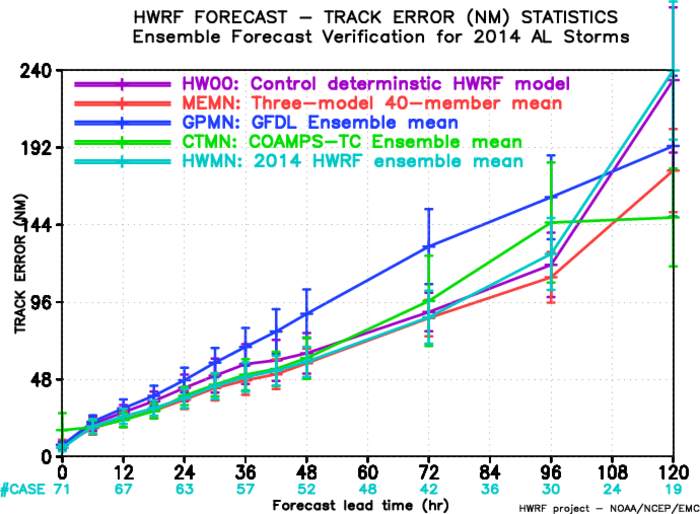 HWRF FORECAST – TRACK ERROR (NM) STATISTICS
Ensemble Forecast Verification for 2014 AL Storms
HW00: Control determinstic HWRF model
MEMN: Three–model 40–member mean
GPMN: GFDL Ensemble mean
CTMN: COAMPS–TC Ensemble mean
HWMN: 2014 HWRF ensemble mean
TRACK ERROR (NM)
240
192
144
96
48
0
0 12 24 36 48 60 72 84 96 108 120
#CASE 71 67 63 57 52 48 42 36 30 24 19
Forecast lead time (hr)
HWRF project – NOAA/NCEP/EMC